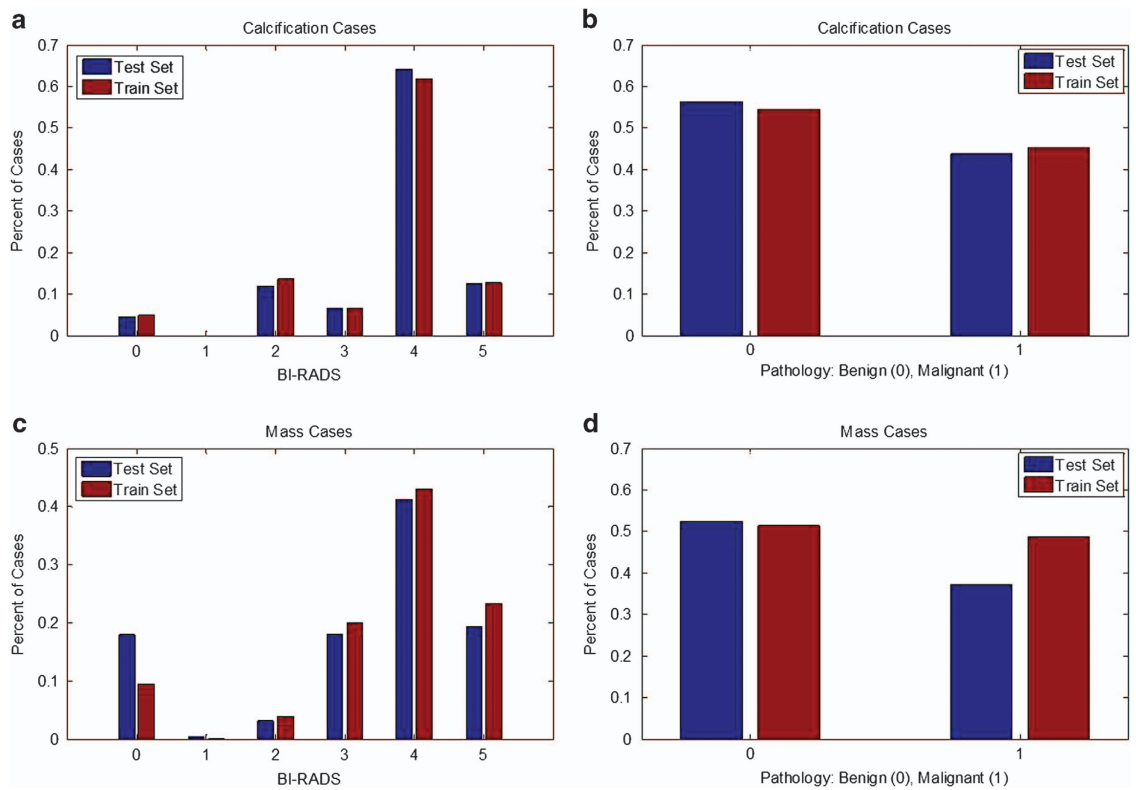 a
Calcification Cases
Percent of Cases
0.7
0.6
0.5
0.4
0.3
0.2
0.1
0
Test Set
Train Set
0 1 2 3 4 5
BI-RADS
b
Calcification Cases
Percent of Cases
0.7
0.6
0.5
0.4
0.3
0.2
0.1
0
Test Set
Train Set
0 1
Pathology: Benign (0), Malignant (1)
c
Mass Cases
Percent of Cases
0.5
0.4
0.3
0.2
0.1
0
Test Set
Train Set
0 1 2 3 4 5
BI-RADS
d
Mass Cases
Percent of Cases
0.7
0.6
0.5
0.4
0.3
0.2
0.1
0
Test Set
Train Set
0 1
Pathology: Benign (0), Malignant (1)